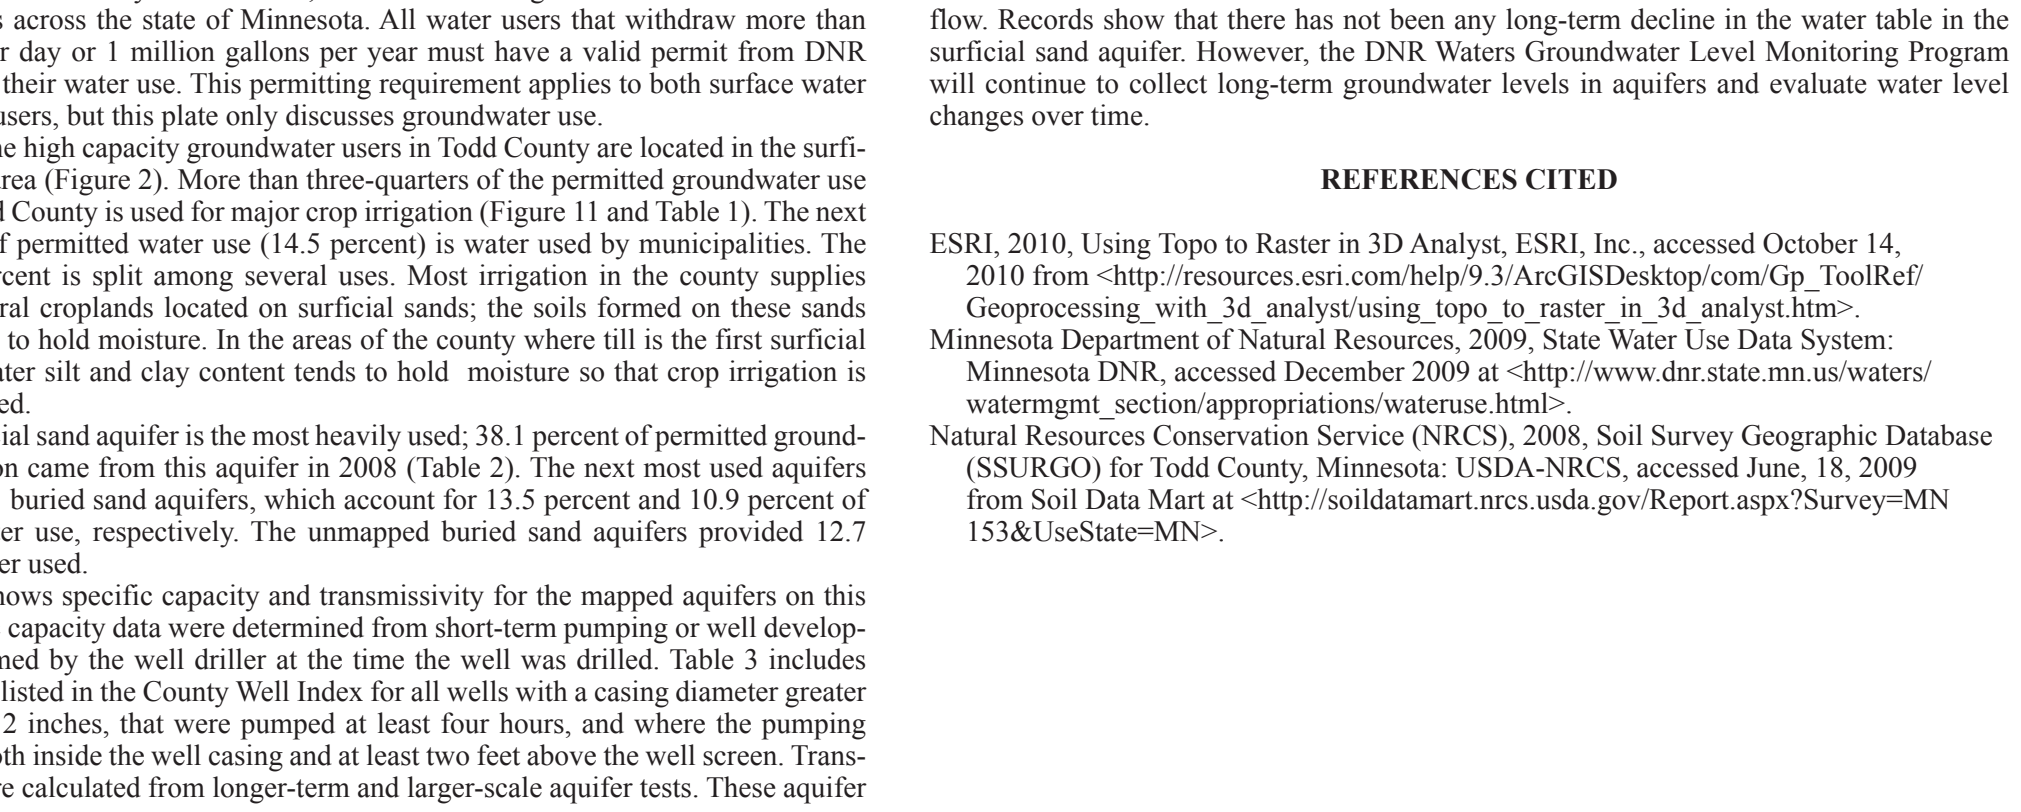 s across the state of Minnesota. All water users that withdraw more than
r day or 1 million gallons per year must have a valid permit from DNR
their water use. This permitting requirement applies to both surface water
users, but this plate only discusses groundwater use.
he high capacity groundwater users in Todd County are located in the surfi-
rea (Figure 2). More than three-quarters of the permitted groundwater use
d County is used for major crop irrigation (Figure 11 and Table 1). The next
f permitted water use (14.5 percent) is water used by municipalities. The
rcent is split among several uses. Most irrigation in the county supplies
ral croplands located on surficial sands; the soils formed on these sands
to hold moisture. In the areas of the county where till is the first surficial
ater silt and clay content tends to hold moisture so that crop irrigation is
ed.
ial sand aquifer is the most heavily used; 38.1 percent of permitted ground-
on came from this aquifer in 2008 (Table 2). The next most used aquifers
buried sand aquifers, which account for 13.5 percent and 10.9 percent of
er use, respectively. The unmapped buried sand aquifers provided 12.7
er used.
hows specific capacity and transmissivity for the mapped aquifers on this
capacity data were determined from short-term pumping or well develop-
med by the well driller at the time the well was drilled. Table 3 includes
listed in the County Well Index for all wells with a casing diameter greater
2 inches, that were pumped at least four hours, and where the pumping
oth inside the well casing and at least two feet above the well screen. Trans-
re calculated from longer-term and larger-scale aquifer tests. These aquifer
flow. Records show that there has not been any long-term decline in the water table in the
surficial sand aquifer. However, the DNR Waters Groundwater Level Monitoring Program
will continue to collect long-term groundwater levels in aquifers and evaluate water level
changes over time.
REFERENCES CITED
ESRI, 2010, Using Topo to Raster in 3D Analyst, ESRI, Inc., accessed October 14,
2010 from <http://resources.esri.com/help/9.3/ArcGISDesktop/com/Gp_ToolRef/
Geoprocessing_with_3d_analyst/using_topo_to_raster_in_3d_analyst.htm>.
Minnesota Department of Natural Resources, 2009, State Water Use Data System:
Minnesota DNR, accessed December 2009 at <http://www.dnr.state.mn.us/waters/
watermgmt_section/appropriations/wateruse.html>.
Natural Resources Conservation Service (NRCS), 2008, Soil Survey Geographic Database
(SSURGO) for Todd County, Minnesota: USDA-NRCS, accessed June, 18, 2009
from Soil Data Mart at <http://soildatamart.nrcs.usda.gov/Report.aspx?Survey=MN
153&UseState=MN>.